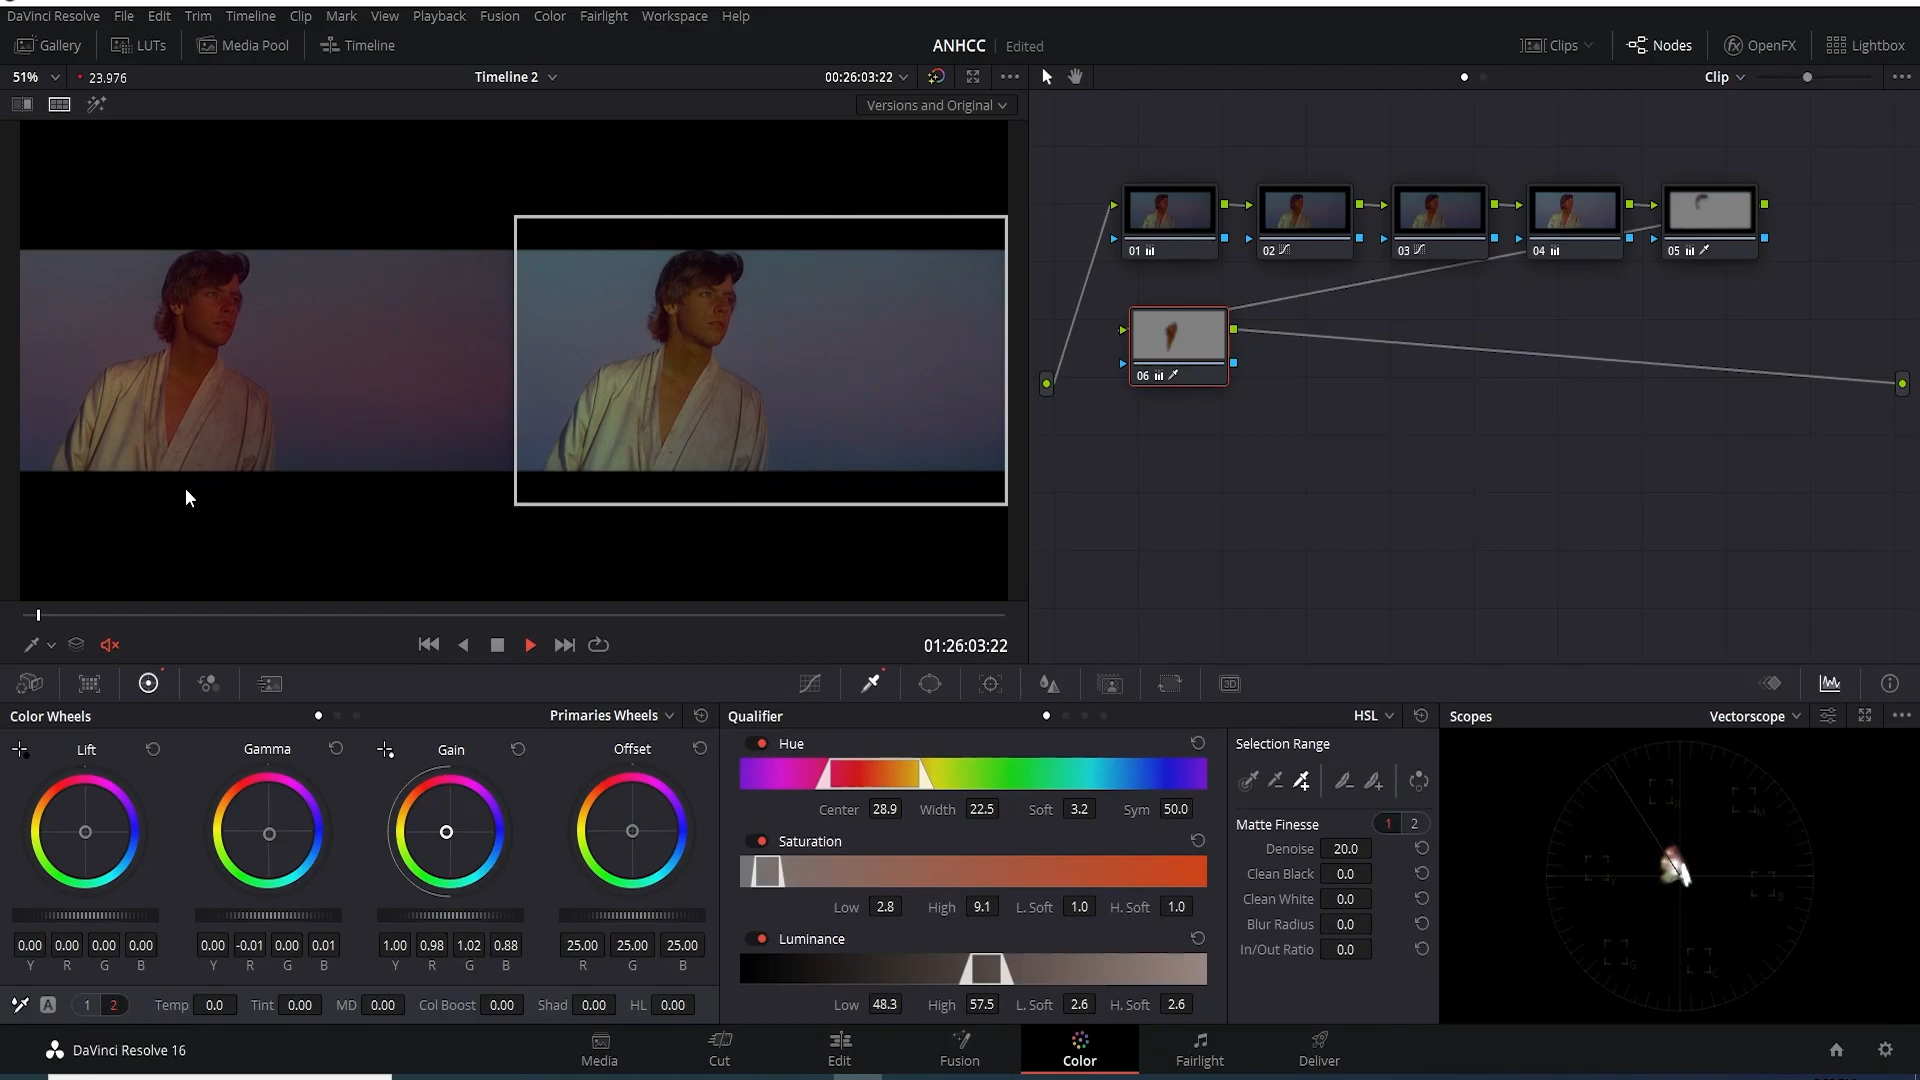 DaVinci Resolve File Edit Trim Timeline Clip Mark View Playback Fusion Color Fairlight Workspace Help
Gallery LUTs Media Pool Timeline ANHCC Edited Clips Nodes OpenFX Lightbox
51% 23.976 Timeline 2 00:26:03:22 Clip
Versions and Original
01 02 03 04 05
06
01:26:03:22
3D
Color Wheels Primaries Wheels Qualifier HSL Scopes Vectorscope
Lift Gamma Gain Offset
Hue
Selection Range
Center 28.9 Width 22.5 Soft 3.2 Sym 50.0
Matte Finesse 1 2
Saturation
Denoise 20.0
Clean Black 0.0
Clean White 0.0
Low 2.8 High 9.1 L. Soft 1.0 H. Soft 1.0
Blur Radius 0.0
Luminance
In/Out Ratio 0.0
0.00 0.00 0.00 0.00 0.00 -0.01 0.00 0.01 1.00 0.98 1.02 0.88 25.00 25.00 25.00
Y R G B Y R G B Y R G B R G B
A 1 2 Temp 0.0 Tint 0.00 MD 0.00 Col Boost 0.00 Shad 0.00 HL 0.00
Low 48.3 High 57.5 L. Soft 2.6 H. Soft 2.6
DaVinci Resolve 16
Media Cut Edit Fusion Color Fairlight Deliver